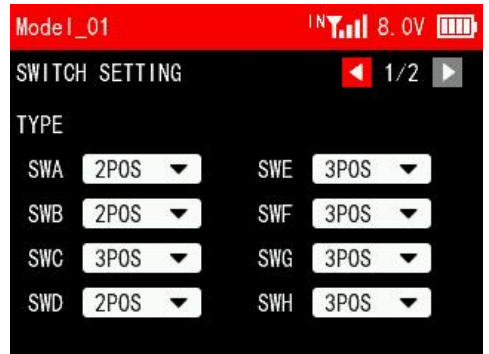 Model_01 IN 8.0V
SWITCH SETTING 1/2
TYPE
SWA 2POS SWE 3POS
SWB 2POS SWF 3POS
SWC 3POS SWG 3POS
SWD 2POS SWH 3POS